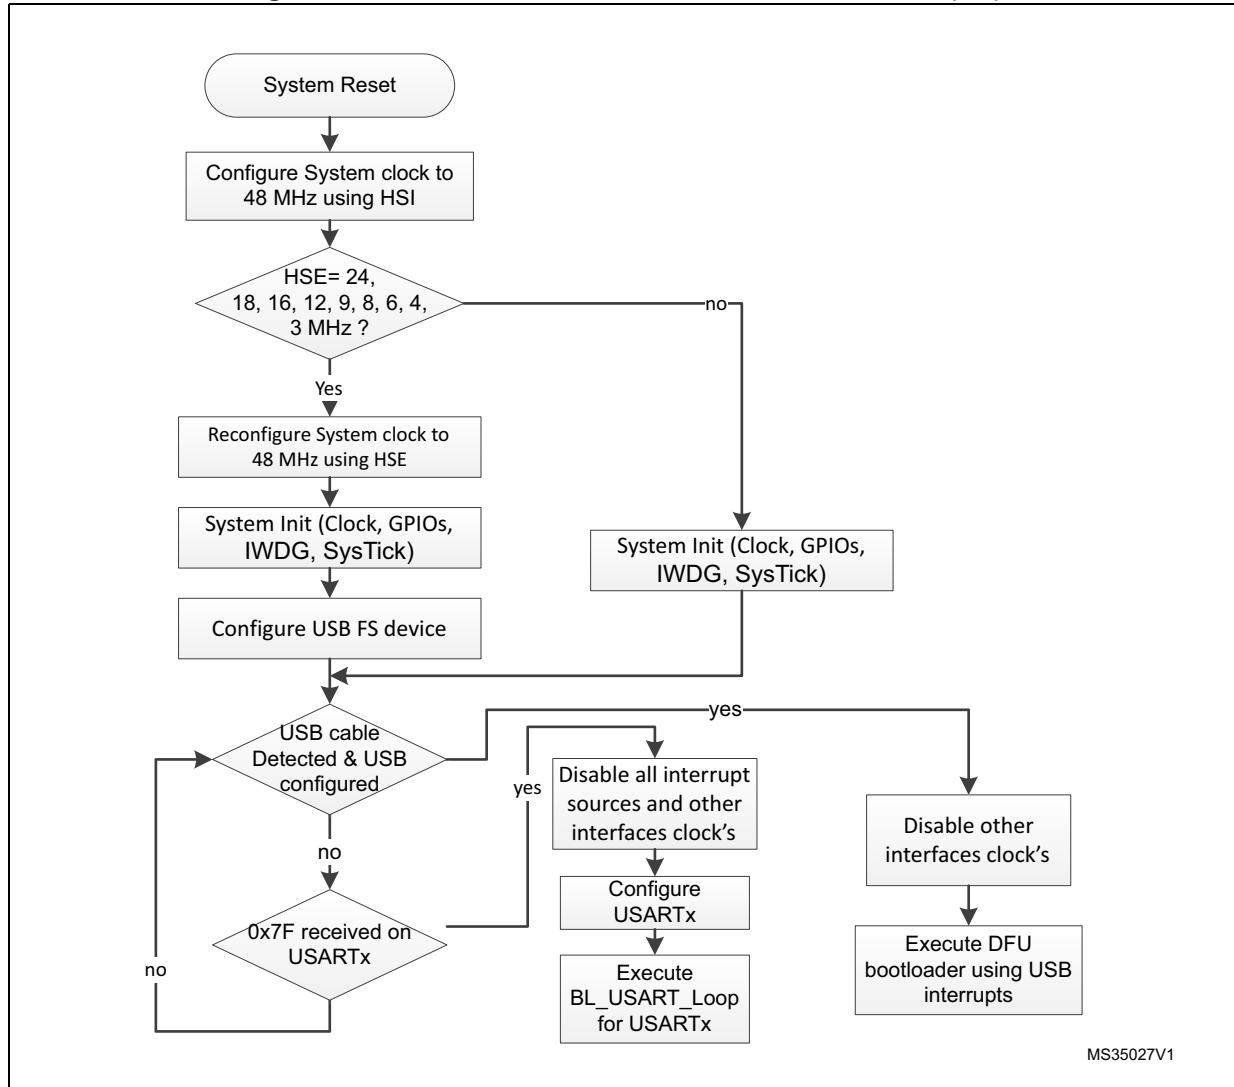 System Reset
Configure System clock to
48 MHz using HSI
HSE= 24,
18, 16, 12, 9, 8, 6, 4,
3 MHz ?
no
Yes
Reconfigure System clock to
48 MHz using HSE
System Init (Clock, GPIOs,
IWDG, SysTick)
System Init (Clock, GPIOs,
IWDG, SysTick)
Configure USB FS device
USB cable
Detected & USB
configured
yes
yes
Disable all interrupt
sources and other
interfaces clock’s
Disable other
interfaces clock’s
no
Configure
USARTx
0x7F received on
USARTx
no
Execute
BL_USART_Loop
for USARTx
Execute DFU
bootloader using USB
interrupts
MS35027V1